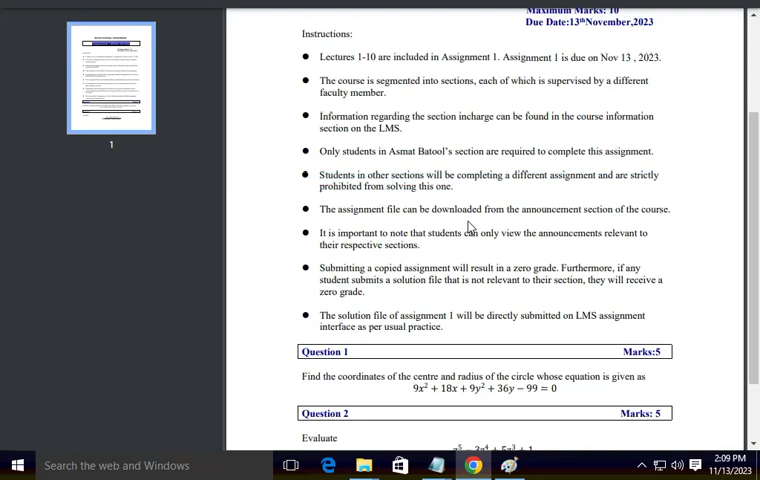 Maximum Marks: 10
Due Date:13thNovember,2023
Instructions:
● Lectures 1-10 are included in Assignment 1. Assignment 1 is due on Nov 13 , 2023.
● The course is segmented into sections, each of which is supervised by a different
faculty member.
● Information regarding the section incharge can be found in the course information
section on the LMS.
● Only students in Asmat Batool’s section are required to complete this assignment.
● Students in other sections will be completing a different assignment and are strictly
prohibited from solving this one.
● The assignment file can be downloaded from the announcement section of the course.
● It is important to note that students can only view the announcements relevant to
their respective sections.
● Submitting a copied assignment will result in a zero grade. Furthermore, if any
student submits a solution file that is not relevant to their section, they will receive a
zero grade.
● The solution file of assignment 1 will be directly submitted on LMS assignment
interface as per usual practice.
Question 1 Marks:5
Find the coordinates of the centre and radius of the circle whose equation is given as
9x² + 18x + 9y² + 36y − 99 = 0
Question 2 Marks: 5
Evaluate
1
Search the web and Windows
2:09 PM
11/13/2023